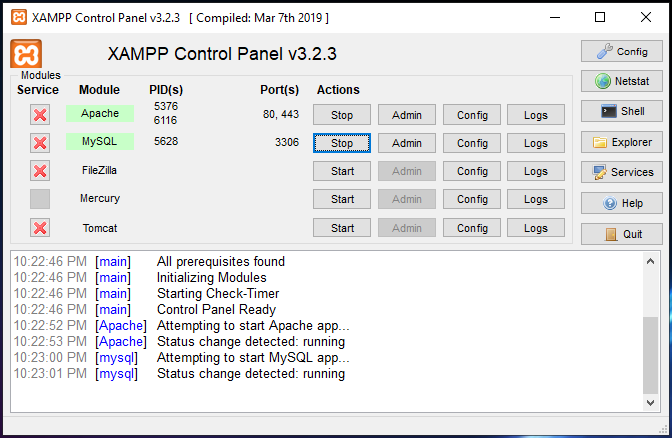 XAMPP Control Panel v3.2.3 [ Compiled: Mar 7th 2019 ]
XAMPP Control Panel v3.2.3
Config
Modules
Service Module PID(s) Port(s) Actions
Netstat
Apache 5376 6116 80, 443 Stop Admin Config Logs
Shell
MySQL 5628 3306 Stop Admin Config Logs
Explorer
FileZilla Start Admin Config Logs
Services
Mercury Start Admin Config Logs
Help
Tomcat Start Admin Config Logs
Quit
10:22:46 PM [main] All prerequisites found
10:22:46 PM [main] Initializing Modules
10:22:46 PM [main] Starting Check-Timer
10:22:46 PM [main] Control Panel Ready
10:22:52 PM [Apache] Attempting to start Apache app...
10:22:53 PM [Apache] Status change detected: running
10:23:00 PM [mysql] Attempting to start MySQL app...
10:23:01 PM [mysql] Status change detected: running